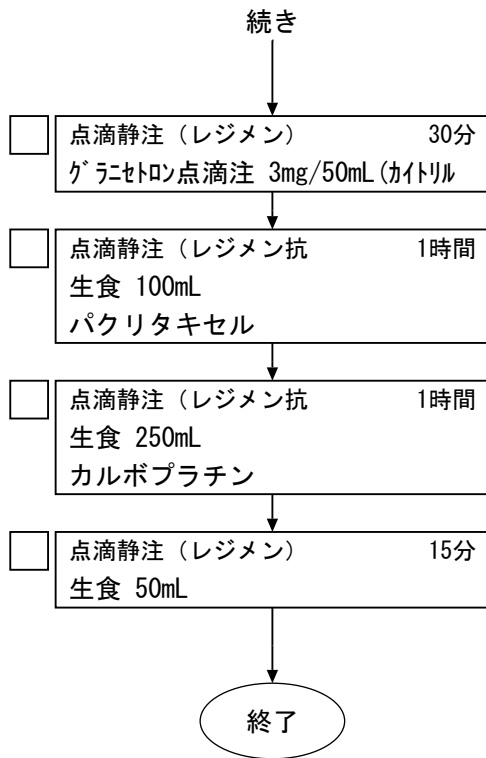 続き
点滴静注（レジメン） 30分
ｸﾞﾗﾆｾﾄﾛﾝ点滴注 3mg/50mL(ｶｲﾄﾘﾙ
点滴静注（レジメン抗 1時間
生食 100mL
パクリタキセル
点滴静注（レジメン抗 1時間
生食 250mL
カルボプラチン
点滴静注（レジメン） 15分
生食 50mL
終了